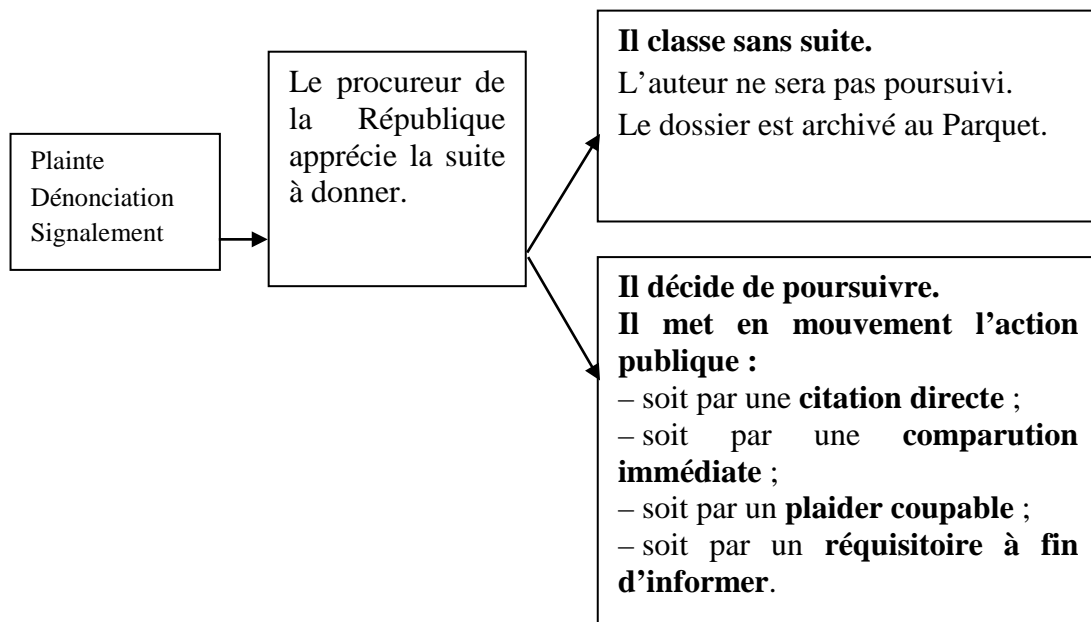 Plainte
Dénonciation
Signalement
Le procureur de
la République
apprécie la suite
à donner.
Il classe sans suite.
L’auteur ne sera pas poursuivi.
Le dossier est archivé au Parquet.
Il décide de poursuivre.
Il met en mouvement l’action
publique :
– soit par une citation directe ;
– soit par une comparution
immédiate ;
– soit par un plaider coupable ;
– soit par un réquisitoire à fin
d’informer.